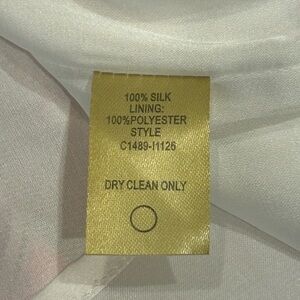 100% SILK
LINING:
100%POLYESTER
STYLE
C1489-I1126
DRY CLEAN ONLY